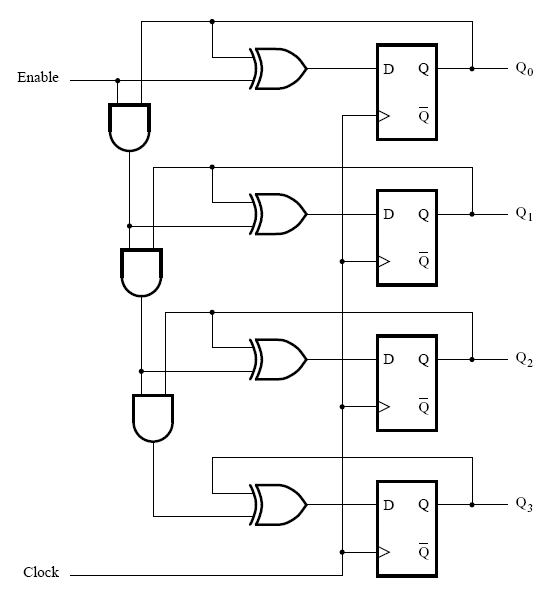 D Q Q0
Enable
Q̅
D Q Q1
Q̅
D Q Q2
Q̅
D Q Q3
Q̅
Clock